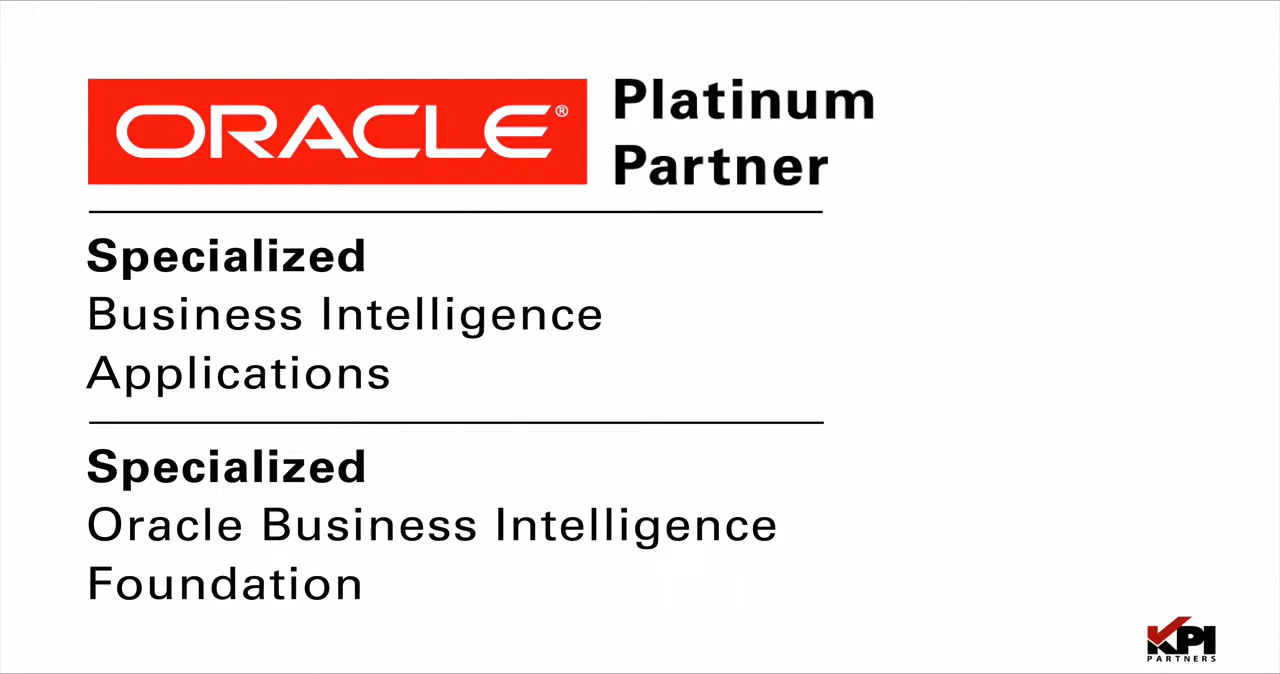 ORACLE®
Platinum
Partner
Specialized
Business Intelligence
Applications
Specialized
Oracle Business Intelligence
Foundation
KPI
PARTNERS